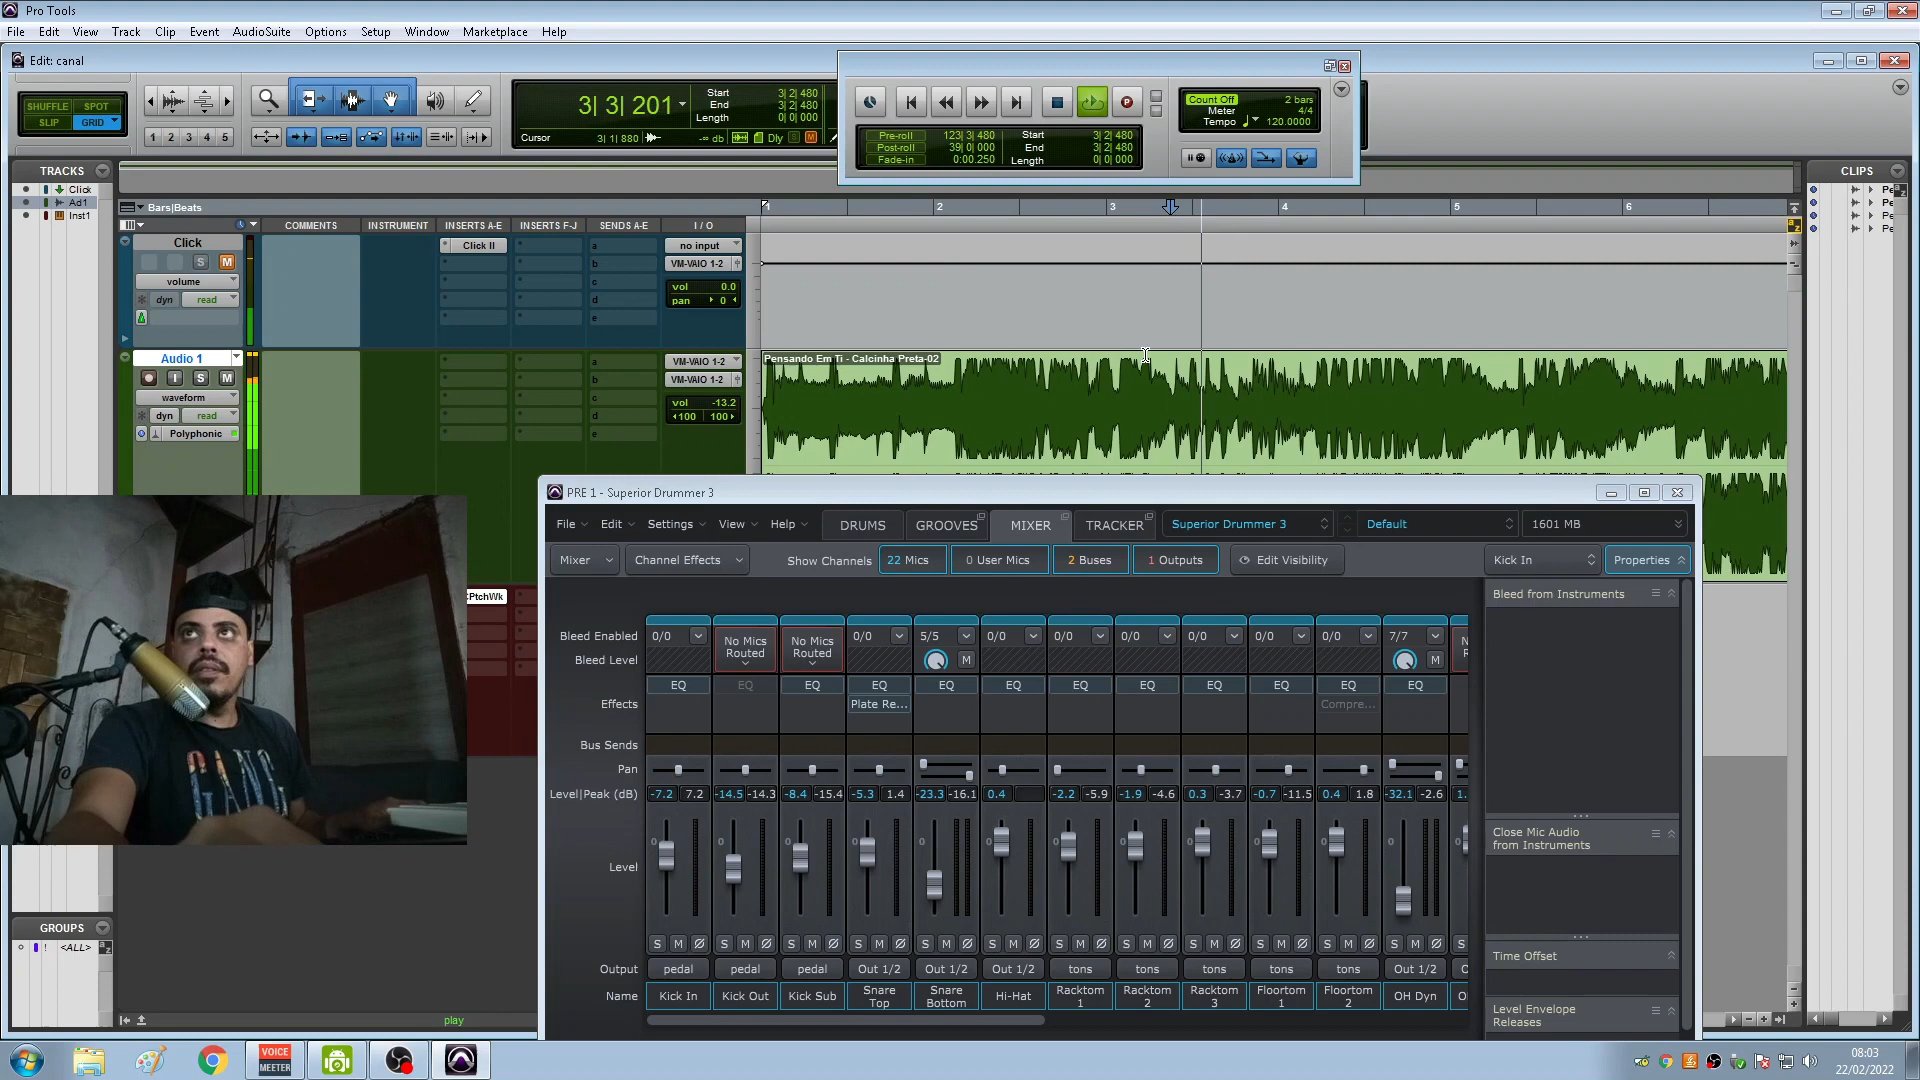 Pro Tools
File Edit View Track Clip Event AudioSuite Options Setup Window Marketplace Help
Edit: canal
SHUFFLE SPOT
SLIP GRID
1 2 3 4 5
3| 3| 201
Start 3| 2| 480
End 3| 2| 480
Length 0| 0| 000
Cursor 3| 1| 880 -∞ db Dly S M
Pre-roll 123| 3| 480
Post-roll 39| 0| 000
Fade-in 0:00.250
Start 3| 2| 480
End 3| 2| 480
Length 0| 0| 000
Count Off 2 bars
Meter 4/4
Tempo 120.0000
TRACKS
Click
Ad1
Inst1
CLIPS
Pe
Pe
Pe
Pe
Bars|Beats
1 2 3 4 5 6
COMMENTS INSTRUMENT INSERTS A-E INSERTS F-J SENDS A-E I / O
Click
S M
volume
dyn read
Click II
a
b
c
d
e
no input
VM-VAIO 1-2
vol 0.0
pan 0
Audio 1
I S M
waveform
dyn read
Polyphonic
a
b
c
d
e
VM-VAIO 1-2
VM-VAIO 1-2
vol -13.2
100 100
Pensando Em Ti - Calcinha Preta-02
PtchWk
PRE 1 - Superior Drummer 3
File Edit Settings View Help DRUMS GROOVES MIXER TRACKER Superior Drummer 3 Default 1601 MB
Mixer Channel Effects Show Channels 22 Mics 0 User Mics 2 Buses 1 Outputs Edit Visibility Kick In Properties
Bleed from Instruments
Bleed Enabled 0/0 No Mics Routed No Mics Routed 0/0 5/5 0/0 0/0 0/0 0/0 0/0 0/0 7/7
Bleed Level M M
EQ EQ EQ EQ EQ EQ EQ EQ EQ EQ EQ EQ
Effects Plate Re... Compre...
Bus Sends
Pan
Level|Peak (dB) -7.2 7.2 -14.5 -14.3 -8.4 -15.4 -5.3 1.4 -23.3 -16.1 0.4 -2.2 -5.9 -1.9 -4.6 0.3 -3.7 -0.7 -11.5 0.4 1.8 -32.1 -2.6 1.
0 0 0 0 0 0 0 0 0 0 0 0
Level
S M S M S M S M S M S M S M S M S M S M S M S M S
Output pedal pedal pedal Out 1/2 Out 1/2 Out 1/2 tons tons tons tons tons Out 1/2
Name Kick In Kick Out Kick Sub Snare Top Snare Bottom Hi-Hat Racktom 1 Racktom 2 Racktom 3 Floortom 1 Floortom 2 OH Dyn
Close Mic Audio
from Instruments
Time Offset
Level Envelope
Releases
GROUPS
! <ALL>
play
VOICE
MEETER
08:03
22/02/2022